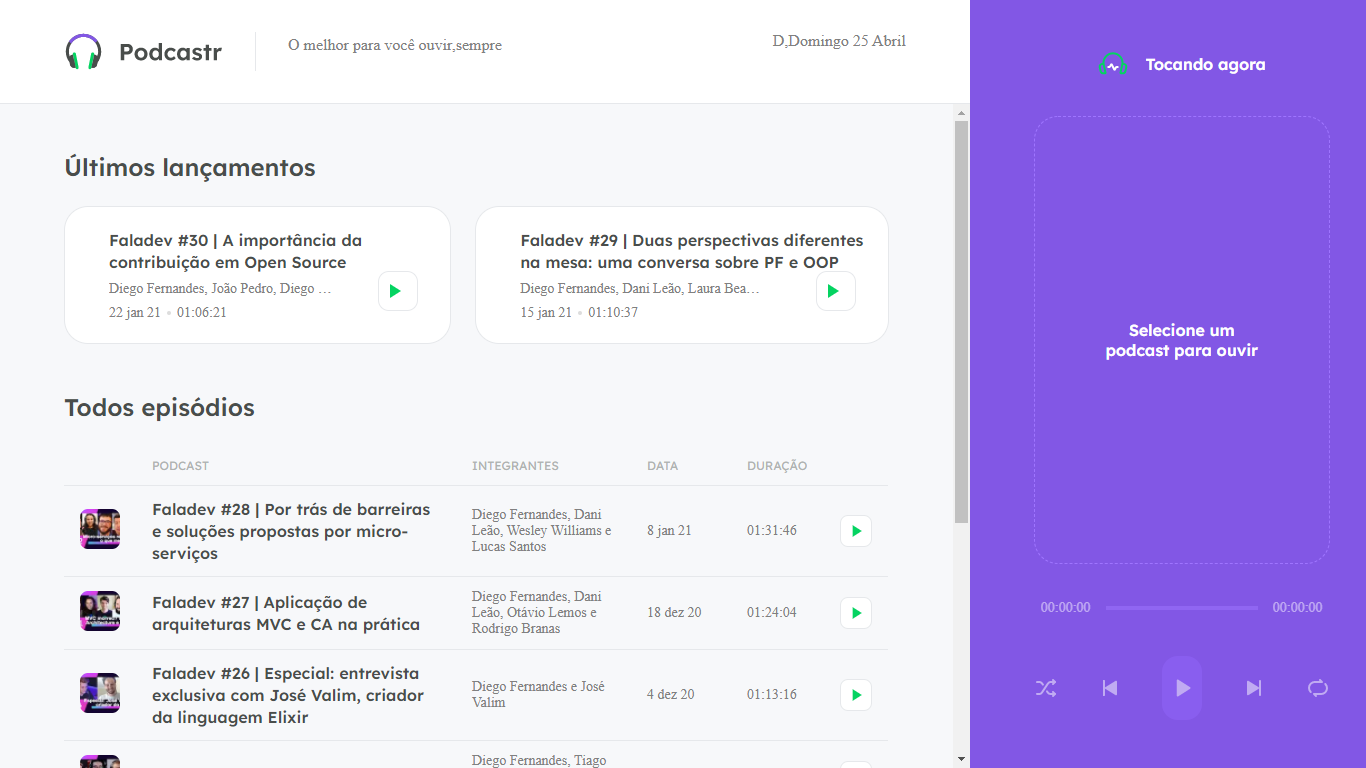 Podcastr
O melhor para você ouvir,sempre
D,Domingo 25 Abril
Tocando agora
Últimos lançamentos
Faladev #30 | A importância da
contribuição em Open Source
Diego Fernandes, João Pedro, Diego …
22 jan 21 • 01:06:21
Faladev #29 | Duas perspectivas diferentes
na mesa: uma conversa sobre PF e OOP
Diego Fernandes, Dani Leão, Laura Bea…
15 jan 21 • 01:10:37
Selecione um
podcast para ouvir
Todos episódios
PODCAST INTEGRANTES DATA DURAÇÃO
Faladev #28 | Por trás de barreiras
e soluções propostas por micro-
serviços
Diego Fernandes, Dani
Leão, Wesley Williams e
Lucas Santos
8 jan 21
01:31:46
Faladev #27 | Aplicação de
arquiteturas MVC e CA na prática
Diego Fernandes, Dani
Leão, Otávio Lemos e
Rodrigo Branas
18 dez 20
01:24:04
Faladev #26 | Especial: entrevista
exclusiva com José Valim, criador
da linguagem Elixir
Diego Fernandes e José
Valim
4 dez 20
01:13:16
Diego Fernandes, Tiago
00:00:00
00:00:00